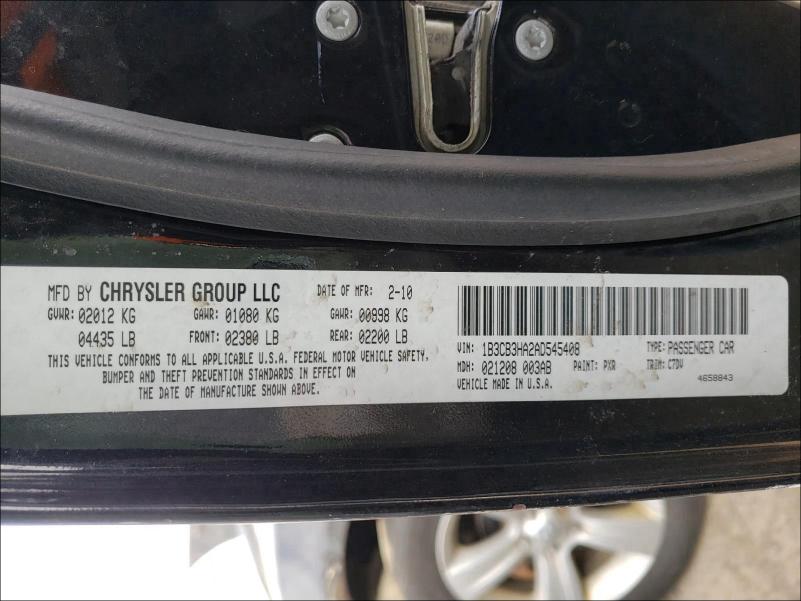 MFD BY CHRYSLER GROUP LLC DATE OF MFR: 2-10
GVWR: 02012 KG GAWR: 01080 KG GAWR: 00998 KG
04435 LB FRONT: 02380 LB REAR: 02200 LB
THIS VEHICLE CONFORMS TO ALL APPLICABLE U.S.A. FEDERAL MOTOR VEHICLE SAFETY,
BUMPER AND THEFT PREVENTION STANDARDS IN EFFECT ON
THE DATE OF MANUFACTURE SHOWN ABOVE.
VIN: 1B3CB3HA2AD545408 TYPE: PASSENGER CAR
MDH: 021208 003AB PAINT: PXR TRIM: C7DV
VEHICLE MADE IN U.S.A. 4658843